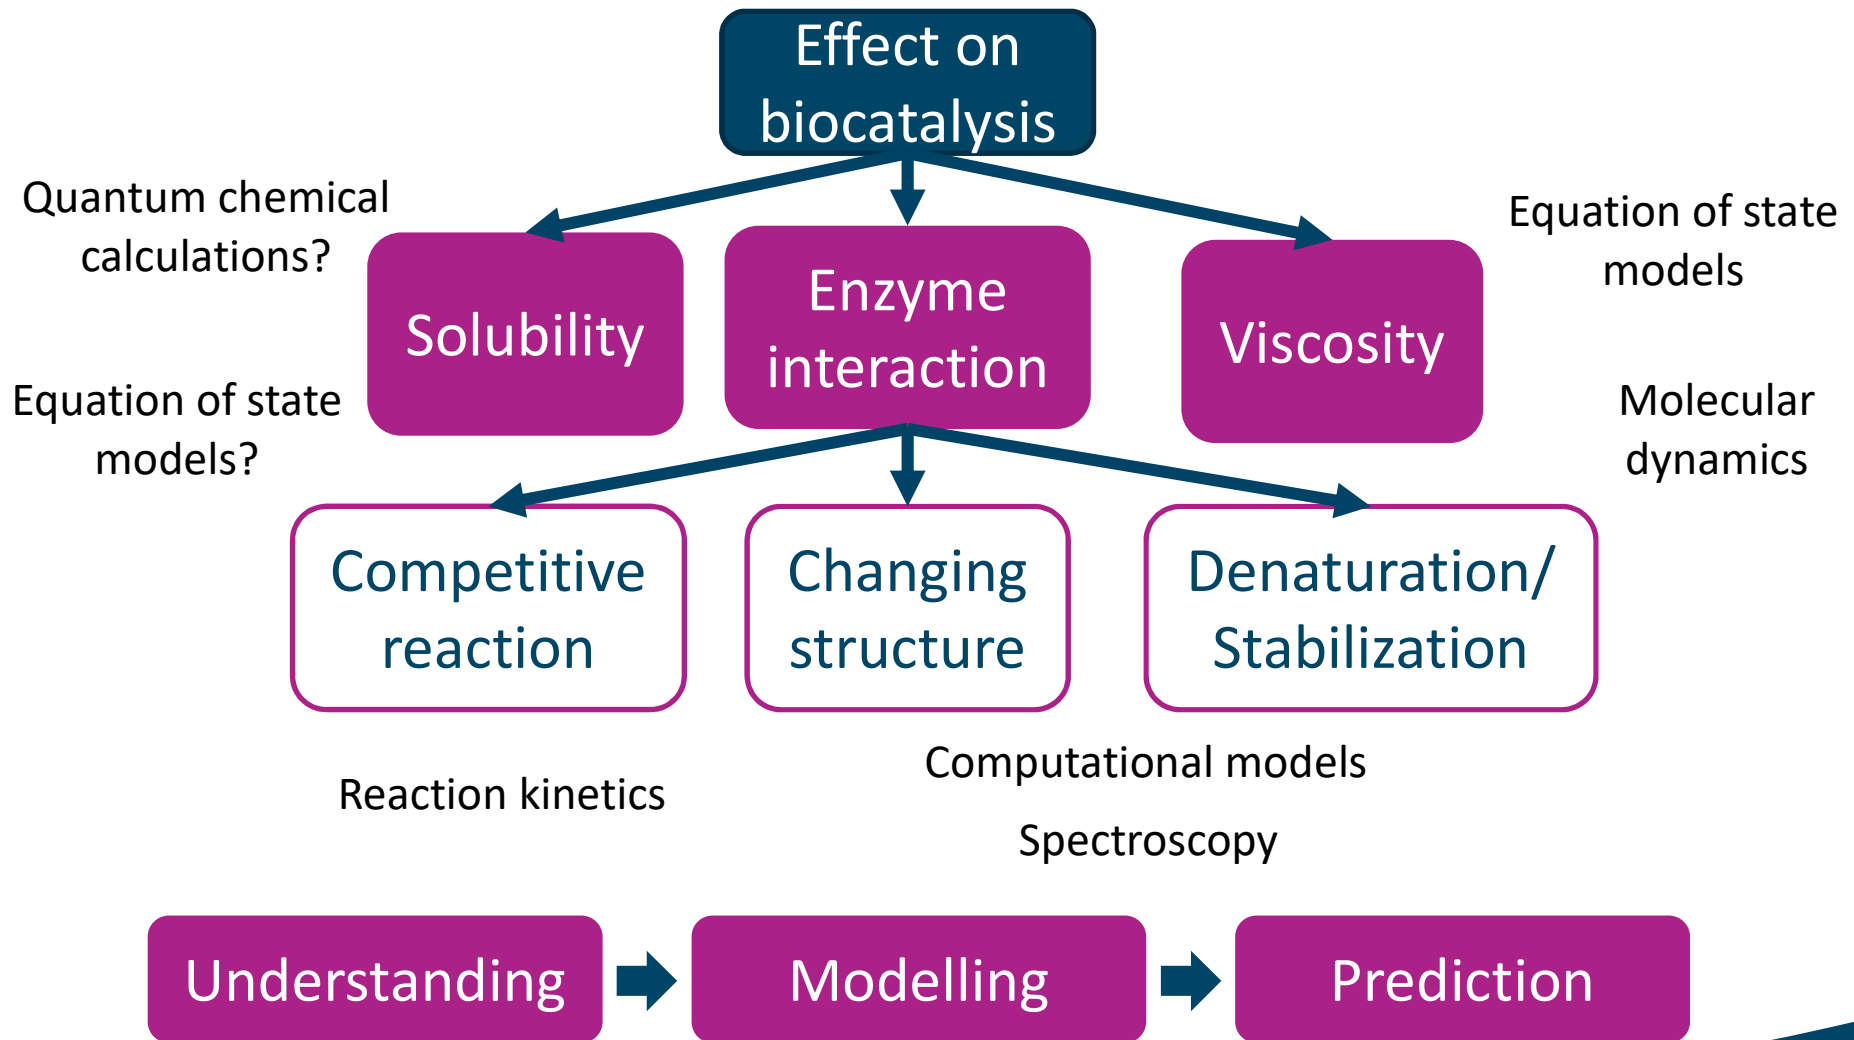 Effect on
biocatalysis
Quantum chemical
calculations?
Equation of state
models?
Solubility
Enzyme
interaction
Viscosity
Equation of state
models
Molecular
dynamics
Competitive
reaction
Changing
structure
Denaturation/
Stabilization
Reaction kinetics
Computational models
Spectroscopy
Understanding
Modelling
Prediction